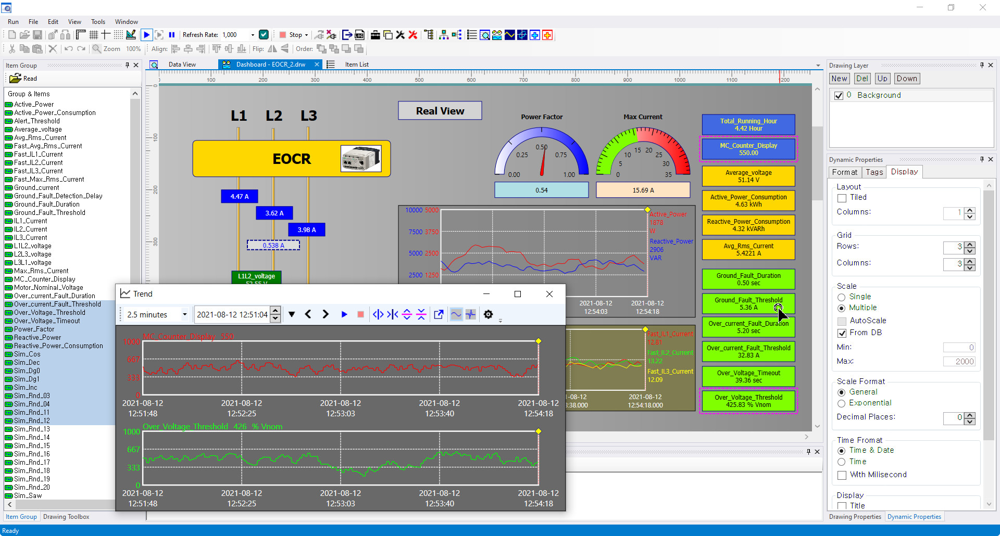 Run File Edit View Tools Window
Refresh Rate: 1,000 Stop
LOG
Zoom 100% Align: Flip: Order:
Item Group
Read
Group & Items
Active_Power
Active_Power_Consumption
Alert_Threshold
Average_voltage
Avg_Rms_Current
Fast_Avg_Rms_Current
Fast_IL1_Current
Fast_IL2_Current
Fast_IL3_Current
Fast_Max_Rms_Current
Ground_current
Ground_Fault_Detection_Delay
Ground_Fault_Duration
Ground_Fault_Threshold
IL1_Current
IL2_Current
IL3_Current
L1L2_voltage
L2L3_voltage
L3L1_voltage
Max_Rms_Current
MC_Counter_Display
Motor_Nominal_Voltage
Over_current_Fault_Duration
Over_current_Fault_Threshold
Over_Voltage_Threshold
Over_Voltage_Timeout
Power_Factor
Reactive_Power
Reactive_Power_Consumption
Sim_Cos
Sim_Dec
Sim_Dg0
Sim_Dg1
Sim_Inc
Sim_Rnd_03
Sim_Rnd_04
Sim_Rnd_11
Sim_Rnd_12
Sim_Rnd_13
Sim_Rnd_14
Sim_Rnd_15
Sim_Rnd_16
Sim_Rnd_17
Sim_Rnd_18
Sim_Rnd_19
Sim_Rnd_20
Sim_Saw
Item Group Drawing Toolbox
Data View Dashboard - EOCR_2.drw Item List
100 200 300 400 500 600 700 800 900 1000 1100 1200
0
100
200
300
L1 L2 L3
EOCR
4.47 A
3.62 A
3.98 A
0.538 A
L1L2_voltage
52.55 V
Real View
Power Factor
0.00 0.25 0.50 0.75 1.00
0.54
Max Current
0 5 10 15 20 25 30 35
15.69 A
10000 5000
7500 3750
5000 2500
2500 1250
Active_Power
1878
W
Reactive_Power
2906
VAR
2021-08-12 2021-08-12
12:54:03 12:54:18
Fast_IL1_Current
12.81
Fast_IL2_Current
13.22
Fast_IL3_Current
12.09
-08-12 2021-08-12
:38.000 12:54:18.000
Total_Running_Hour
4.42 Hour
MC_Counter_Display
550.00
Average_voltage
51.14 V
Active_Power_Consumption
4.63 kWh
Reactive_Power_Consumption
4.32 kVARh
Avg_Rms_Current
5.4221 A
Ground_Fault_Duration
0.50 sec
Ground_Fault_Threshold
5.36 A
Over_current_Fault_Duration
5.20 sec
Over_current_Fault_Threshold
32.83 A
Over_Voltage_Timeout
39.36 sec
Over_Voltage_Threshold
425.83 % Vnom
Trend
2.5 minutes 2021-08-12 12:51:04
MC_Counter_Display 550
1000
667
333
0
2021-08-12 2021-08-12 2021-08-12 2021-08-12 2021-08-12
12:51:48 12:52:25 12:53:03 12:53:40 12:54:18
Over_Voltage_Threshold 426 % Vnom
1000
667
333
0
2021-08-12 2021-08-12 2021-08-12 2021-08-12 2021-08-12
12:51:48 12:52:25 12:53:03 12:53:40 12:54:18
Drawing Layer
New Del Up Down
0 Background
Dynamic Properties
Format Tags Display
Layout
Tiled
Columns: 1
Grid
Rows: 3
Columns: 3
Scale
Single
Multiple
AutoScale
From DB
Min: 0
Max: 2000
Scale Format
General
Exponential
Decimal Places: 0
Time Fromat
Time & Date
Time
With Milisecond
Display
Title
Drawing Properties Dynamic Properties
Ready